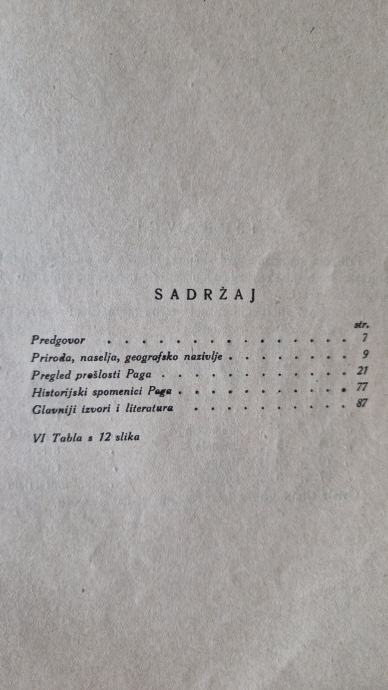 SADRŽAJ
str.
Predgovor . . . . . . . . . . 7
Priroda, naselja, geografsko nazivlje . . . . . 9
Pregled prošlosti Paga . . . . . . . . 21
Historijski spomenici Paga . . . . . . . 77
Glavniji izvori i literatura . . . . . . 87
VI Tabla s 12 slika